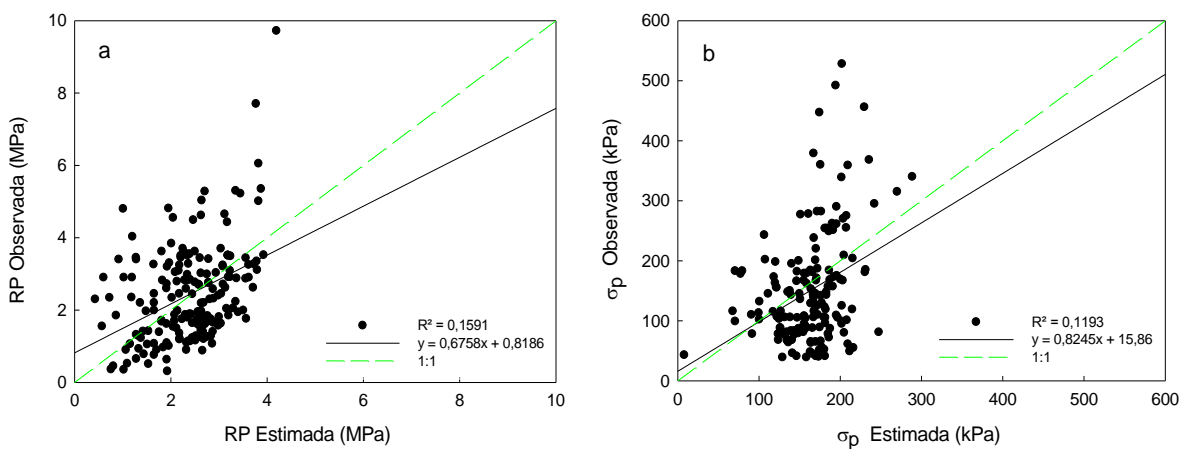 a
10
8
6
4
2
0
RP Observada (MPa)
R² = 0,1591
y = 0,6758x + 0,8186
1:1
0 2 4 6 8 10
RP Estimada (MPa)
b
600
500
400
300
200
100
0
σp Observada (kPa)
R² = 0,1193
y = 0,8245x + 15,86
1:1
0 100 200 300 400 500 600
σp Estimada (kPa)